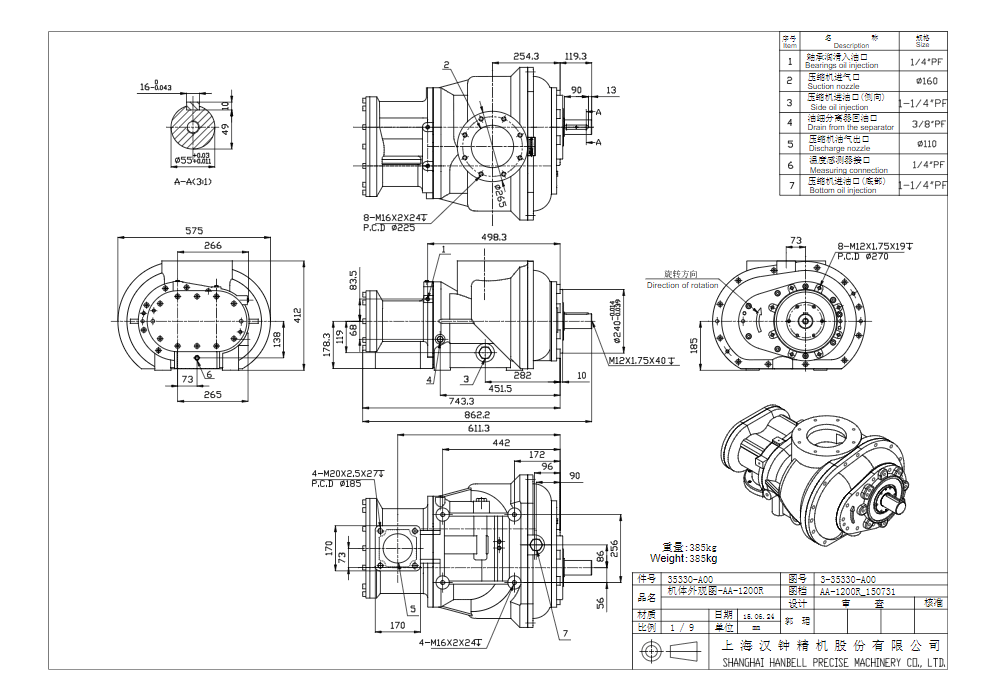 序号 名 称 规格
Item Description Size
1 轴承润滑入油口 1/4"PF
Bearings oil injection
2 压缩机进气口 ø160
Suction nozzle
3 压缩机进油口(侧向) 1-1/4"PF
Side oil injection
4 油细分离器回油口 3/8"PF
Drain from the separator
5 压缩机油气出口 ø110
Discharge nozzle
6 温度感测器接口 1/4"PF
Measuring connection
7 压缩机进油口(底部) 1-1/4"PF
Bottom oil injection
16 0 -0.043
10
49
ø55 +0.03 +0.011
A-A(3:1)
254.3 119.3
2
90 13
A
A
ø265
8-M16X2X24
P.C.D ø225
575
266
412
138
6
73
265
498.3
1
83.5
68
119
178.3
4 3
282 10
451.5
743.3
862.2
ø240 -0.014 -0.039
M12X1.75X40
73
8-M12X1.75X19
P.C.D ø270
旋转方向
Direction of rotation
185
611.3
442
172
96
90
4-M20X2.5X27
P.C.D ø185
170
73
5
170
4-M16X2X24
7
86
256
56
重量:385kg
Weight:385kg
件号 35330-A00 图号 3-35330-A00
品名 机体外观图-AA-1200R 图档 AA-1200R_150731
设计 审 查 核准
材质 日期 15.06.24 郭 珺
比例 1 / 9 单位 mm
上海汉钟精机股份有限公司
SHANGHAI HANBELL PRECISE MACHINERY CO., LTD.